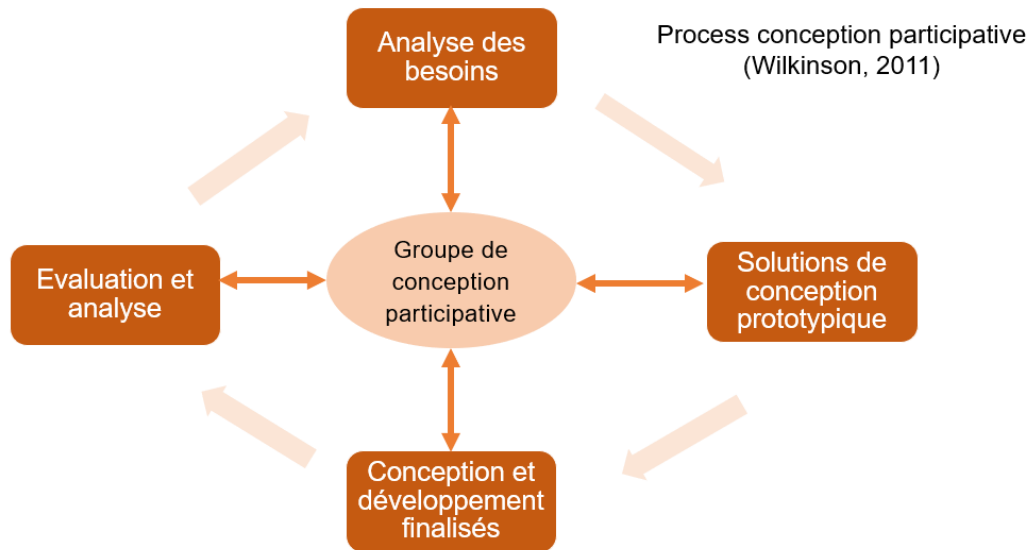 Analyse des
besoins
Process conception participative
(Wilkinson, 2011)
Groupe de
conception
participative
Evaluation et
analyse
Solutions de
conception
prototypique
Conception et
développement
finalisés